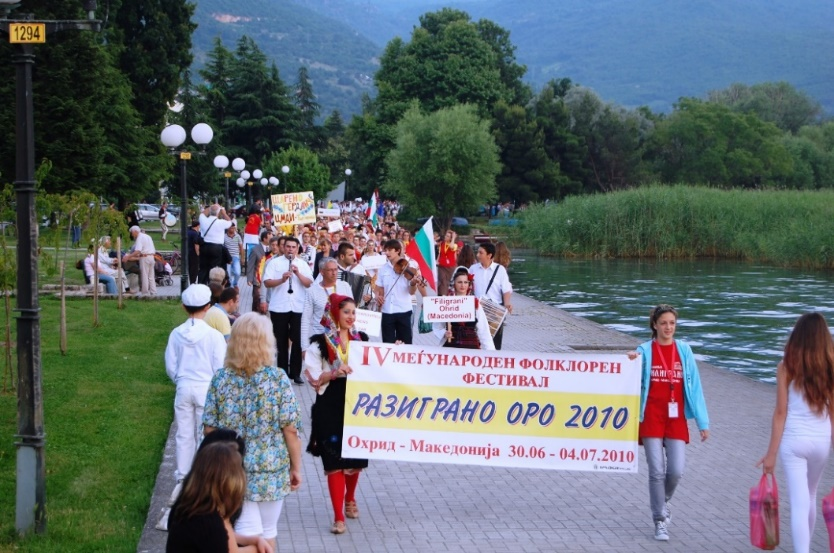 1294
"Filigrani"
Ohrid
(Macedonia)
IV МЕЃУНАРОДЕН ФОЛКЛОРЕН
ФЕСТИВАЛ
РАЗИГРАНО ОРО 2010
Охрид - Македонија 30.06 - 04.07.2010